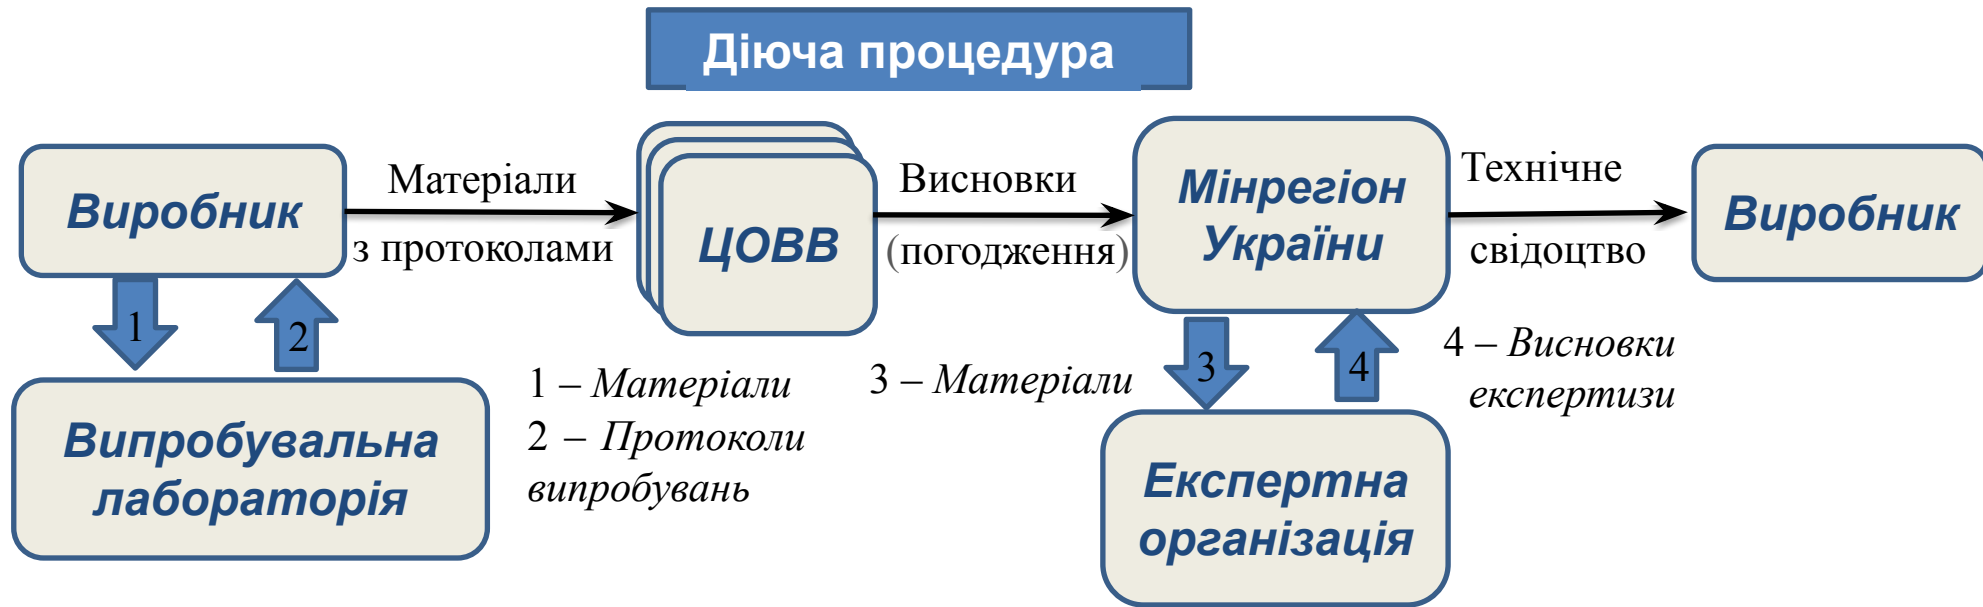 Діюча процедура
Виробник
Матеріали
з протоколами
ЦОВВ
Висновки
(погодження)
Мінрегіон
України
Технічне
свідоцтво
Виробник
1
2
3
4
Випробувальна
лабораторія
1 – Матеріали
2 – Протоколи
випробувань
3 – Матеріали
4 – Висновки
експертизи
Експертна
організація